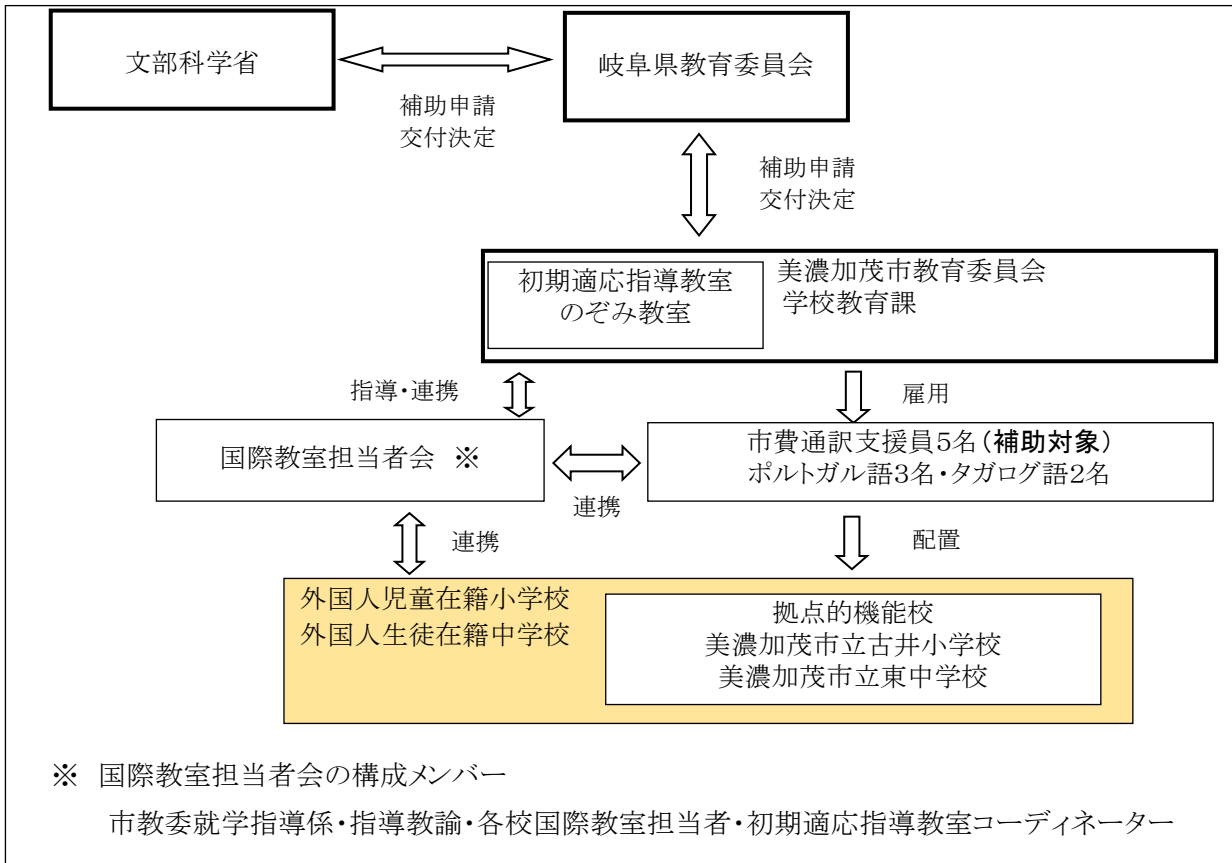 文部科学省
岐阜県教育委員会
補助申請
交付決定
補助申請
交付決定
初期適応指導教室
のぞみ教室
美濃加茂市教育委員会
学校教育課
指導・連携
雇用
国際教室担当者会　※
市費通訳支援員5名(補助対象)
ポルトガル語3名・タガログ語2名
連携
連携
配置
外国人児童在籍小学校
外国人生徒在籍中学校
拠点的機能校
美濃加茂市立古井小学校
美濃加茂市立東中学校
※　国際教室担当者会の構成メンバー
市教委就学指導係・指導教諭・各校国際教室担当者・初期適応指導教室コーディネーター